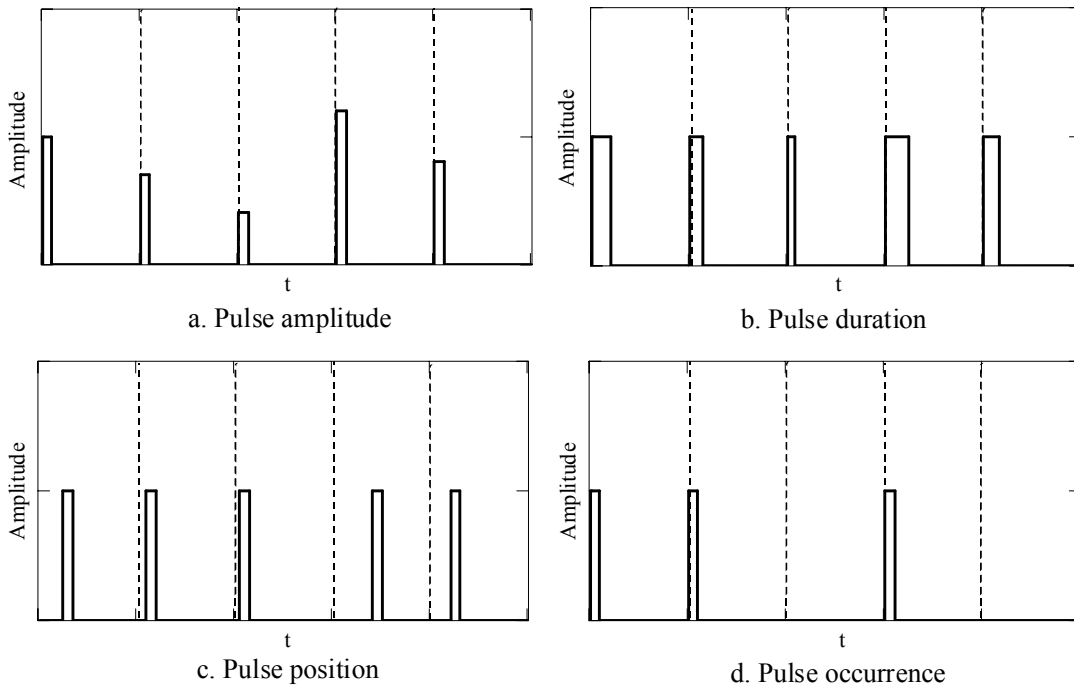 Amplitude
t
a. Pulse amplitude
Amplitude
t
b. Pulse duration
Amplitude
t
c. Pulse position
Amplitude
t
d. Pulse occurrence